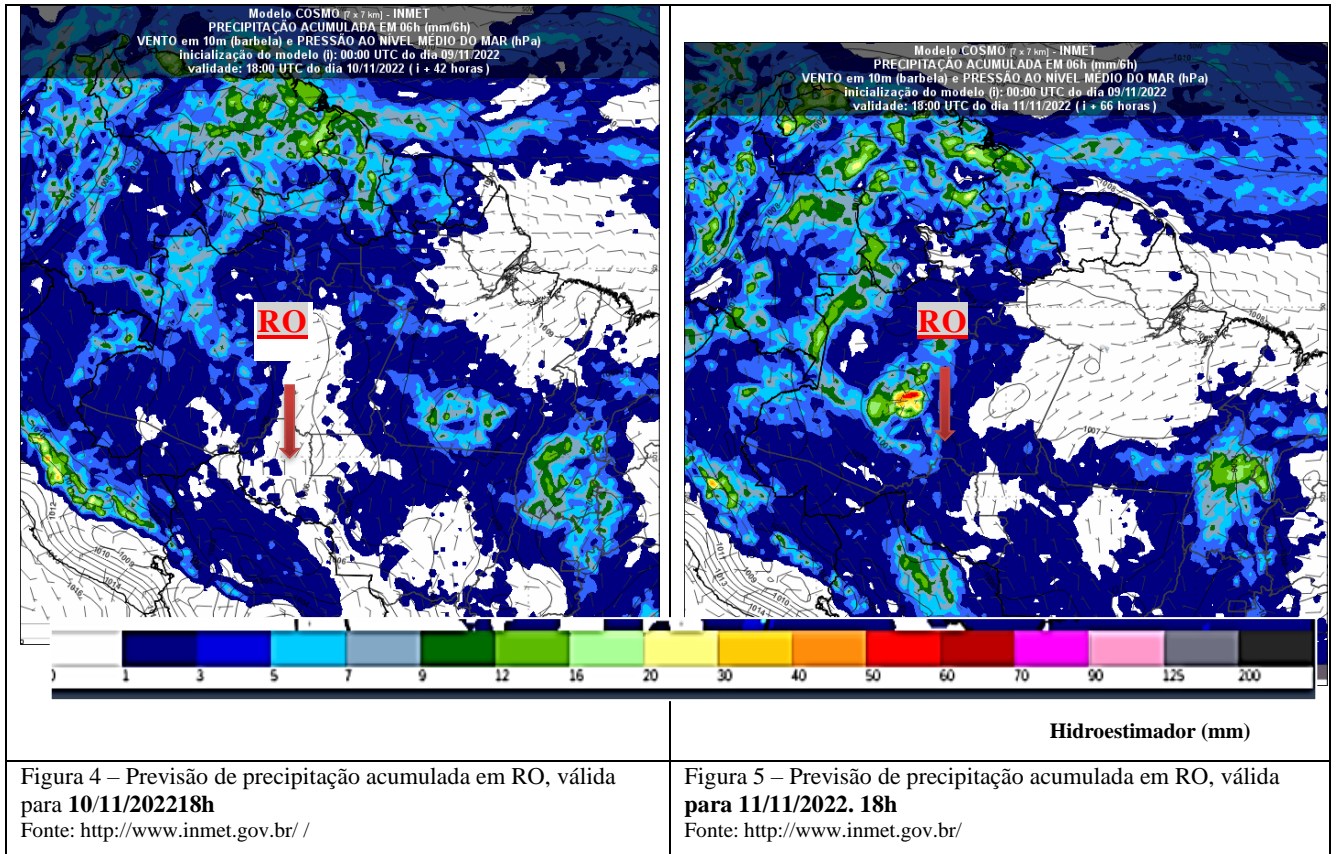 Modelo COSMO [7 x 7 km] - INMET
PRECIPITAÇÃO ACUMULADA EM 06h (mm/6h)
VENTO em 10m (barbela) e PRESSÃO AO NÍVEL MÉDIO DO MAR (hPa)
inicialização do modelo (i): 00:00 UTC do dia 09/11/2022
validade: 18:00 UTC do dia 10/11/2022 ( i + 42 horas )
RO
Modelo COSMO [7 x 7 km] - INMET
PRECIPITAÇÃO ACUMULADA EM 06h (mm/6h)
VENTO em 10m (barbela) e PRESSÃO AO NÍVEL MÉDIO DO MAR (hPa)
inicialização do modelo (i): 00:00 UTC do dia 09/11/2022
validade: 18:00 UTC do dia 11/11/2022 ( i + 66 horas )
RO
1 3 5 7 9 12 16 20 30 40 50 60 70 90 125 200
Hidroestimador (mm)
Figura 4 – Previsão de precipitação acumulada em RO, válida
para 10/11/202218h
Fonte: http://www.inmet.gov.br/ /
Figura 5 – Previsão de precipitação acumulada em RO, válida
para 11/11/2022. 18h
Fonte: http://www.inmet.gov.br/